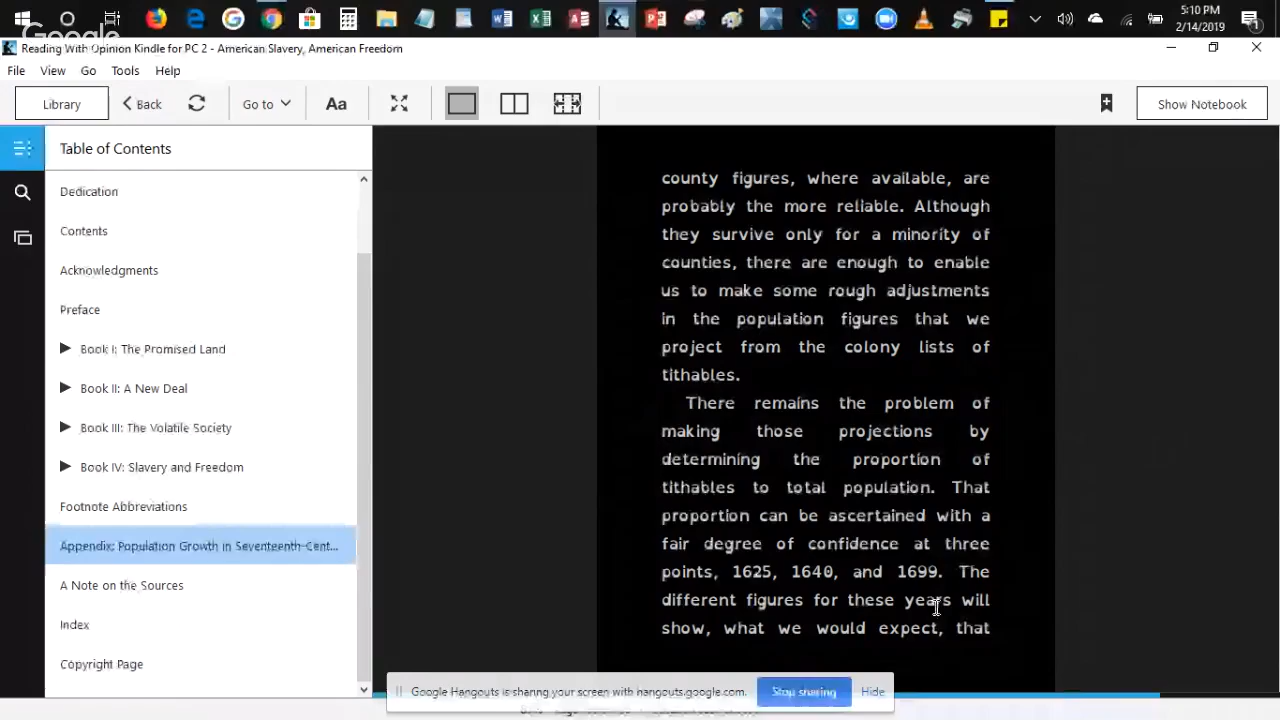 5:10 PM
2/14/2019
Google
Reading With Opinion Kindle for PC 2 - American Slavery, American Freedom
File View Go Tools Help
Library Back Go to Aa Show Notebook
Table of Contents
Dedication
Contents
Acknowledgments
Preface
Book I: The Promised Land
Book II: A New Deal
Book III: The Volatile Society
Book IV: Slavery and Freedom
Footnote Abbreviations
Appendix: Population Growth in Seventeenth-Cent...
A Note on the Sources
Index
Copyright Page
county figures, where available, are
probably the more reliable. Although
they survive only for a minority of
counties, there are enough to enable
us to make some rough adjustments
in the population figures that we
project from the colony lists of
tithables.
There remains the problem of
making those projections by
determining the proportion of
tithables to total population. That
proportion can be ascertained with a
fair degree of confidence at three
points, 1625, 1640, and 1699. The
different figures for these years will
show, what we would expect, that
Google Hangouts is sharing your screen with hangouts.google.com. Stop sharing Hide